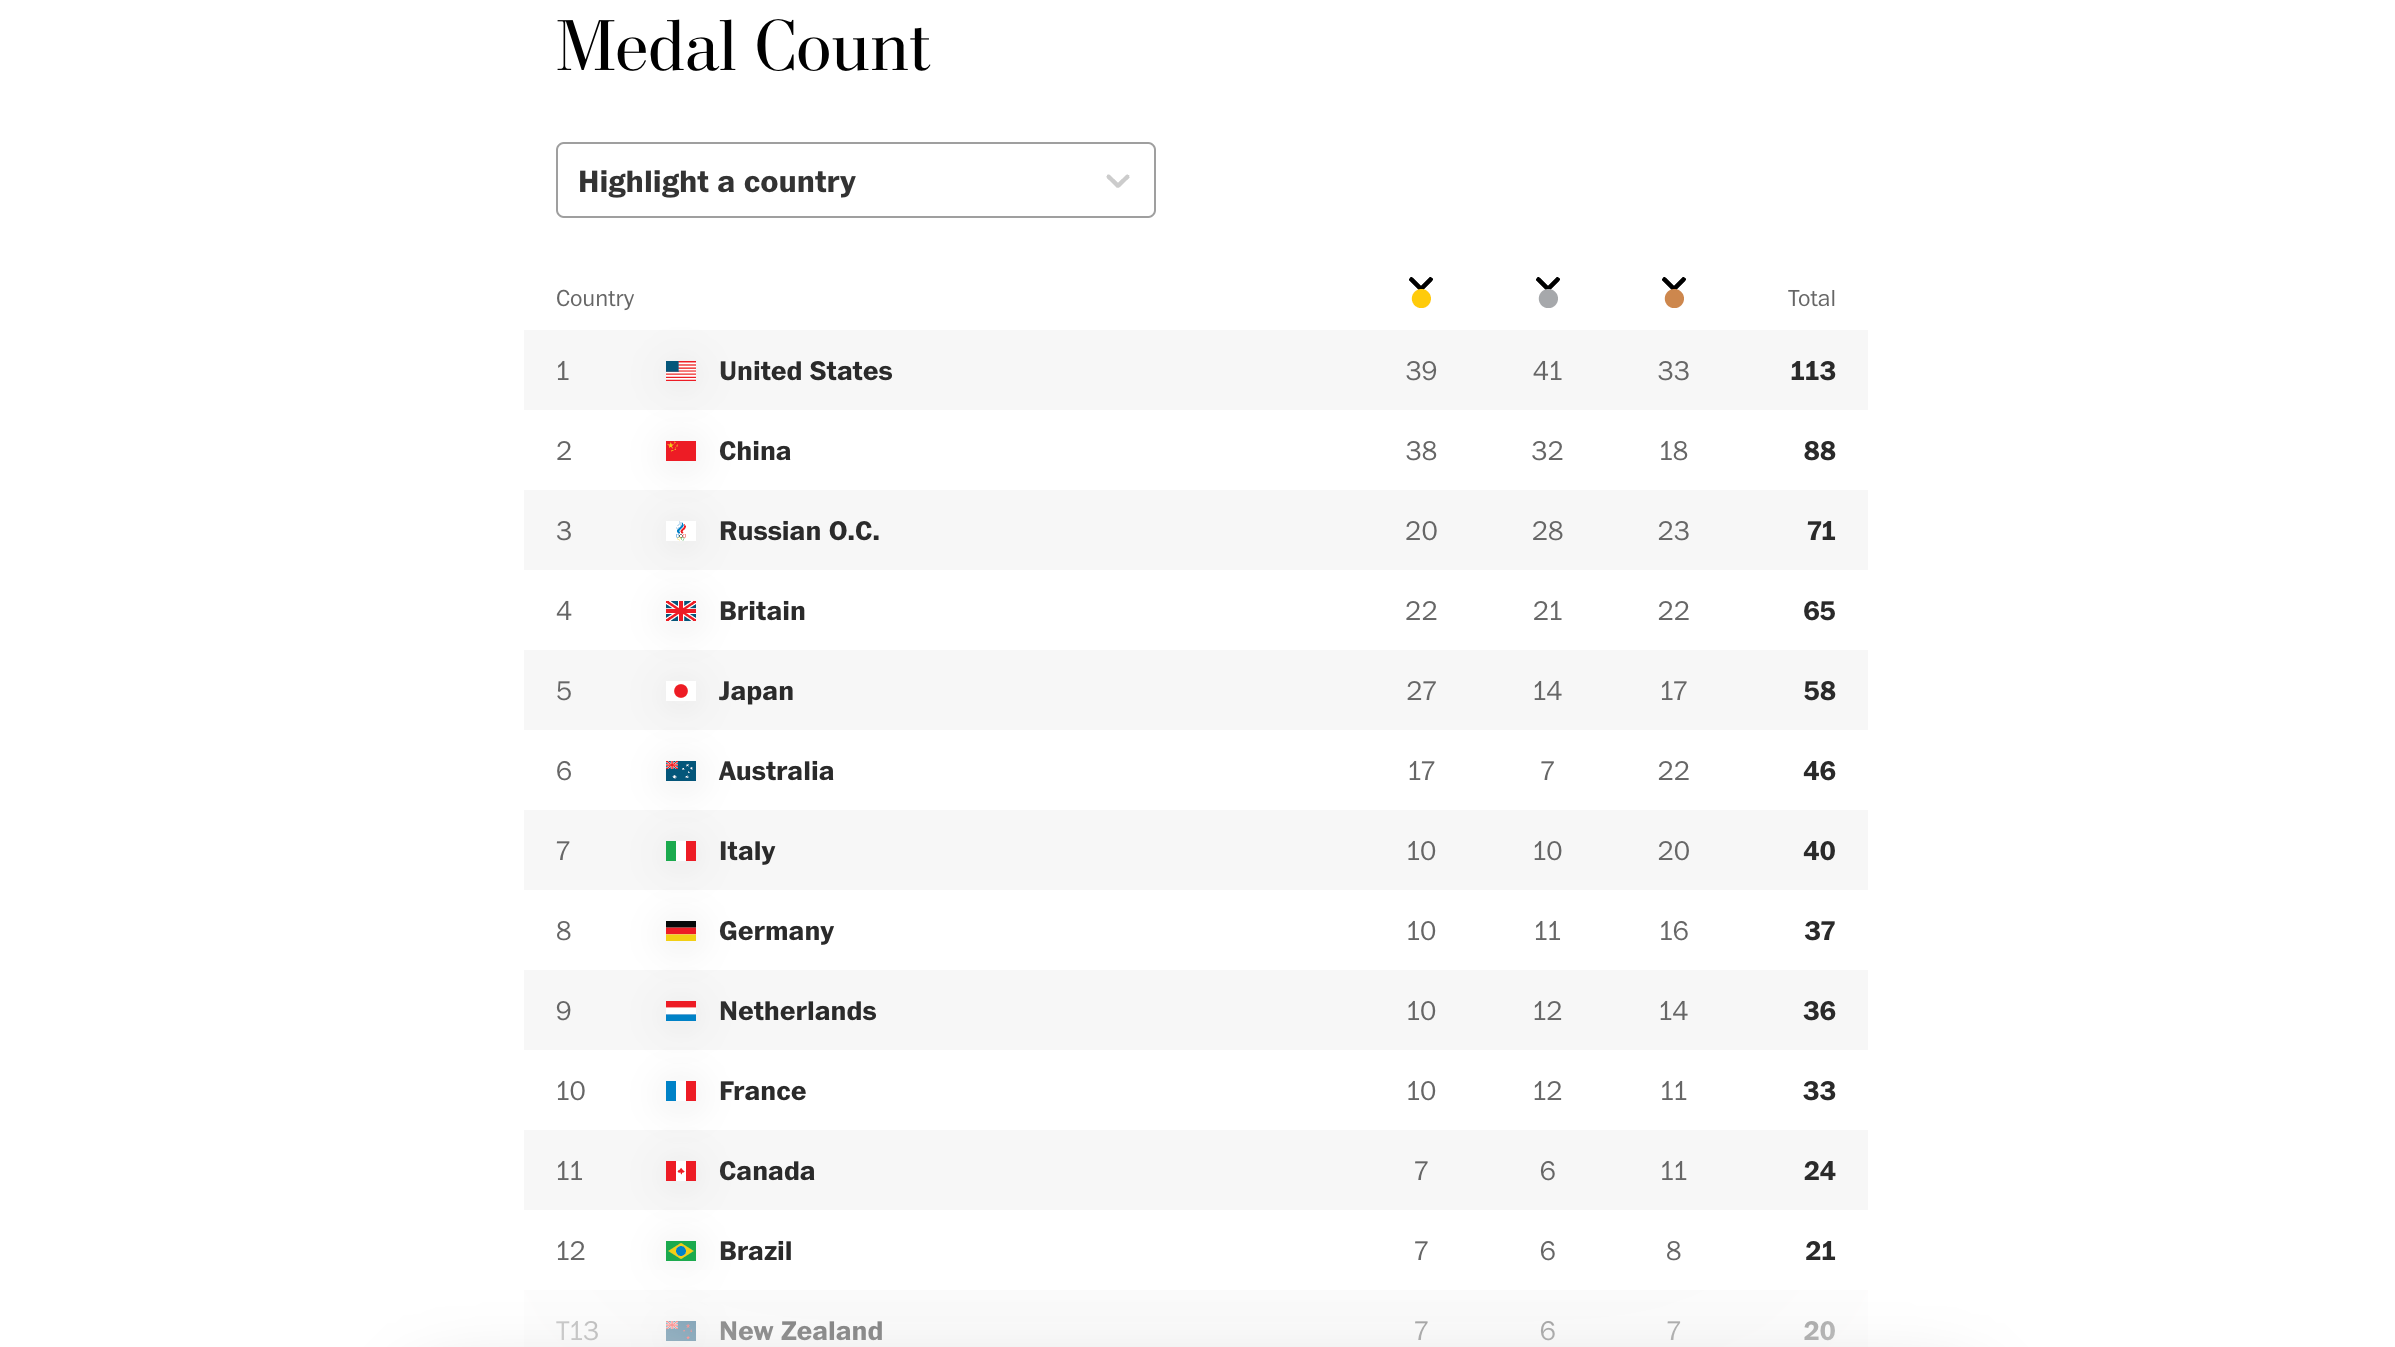 Medal Count
Highlight a country
Country Total
1 United States 39 41 33 113
2 China 38 32 18 88
3 Russian O.C. 20 28 23 71
4 Britain 22 21 22 65
5 Japan 27 14 17 58
6 Australia 17 7 22 46
7 Italy 10 10 20 40
8 Germany 10 11 16 37
9 Netherlands 10 12 14 36
10 France 10 12 11 33
11 Canada 7 6 11 24
12 Brazil 7 6 8 21
T13 New Zealand 7 6 7 20